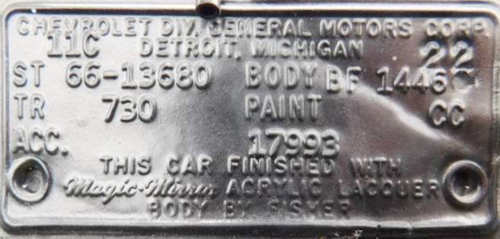 CHEVROLET DIV. GENERAL MOTORS CORP.
11C DETROIT, MICHIGAN 22
ST 66-13680 BODY BF 1446
TR 730 PAINT CC
ACC. 17993
THIS CAR FINISHED WITH
Magic-Mirror ACRYLIC LACQUER
BODY BY FISHER